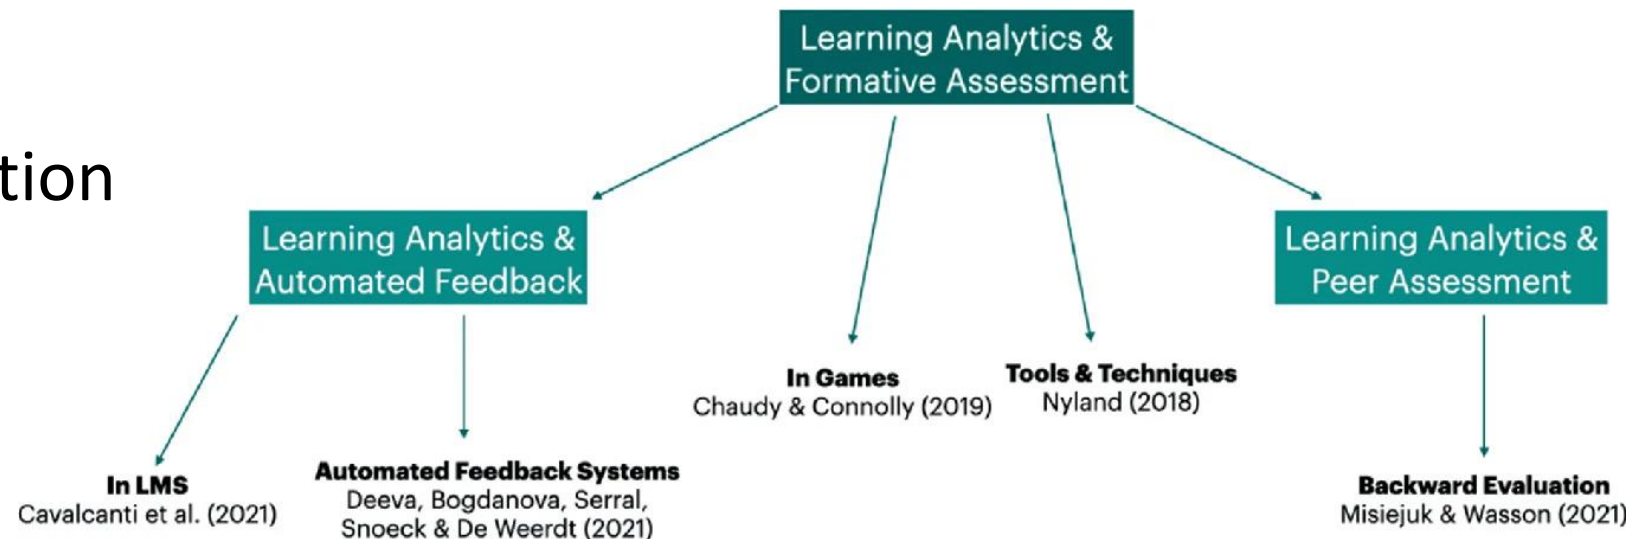 Learning Analytics &
Formative Assessment
tion
Learning Analytics &
Automated Feedback
Learning Analytics &
Peer Assessment
In Games
Chaudy & Connolly (2019)
Tools & Techniques
Nyland (2018)
In LMS
Cavalcanti et al. (2021)
Automated Feedback Systems
Deeva, Bogdanova, Serral,
Snoeck & De Weerdt (2021)
Backward Evaluation
Misiejuk & Wasson (2021)